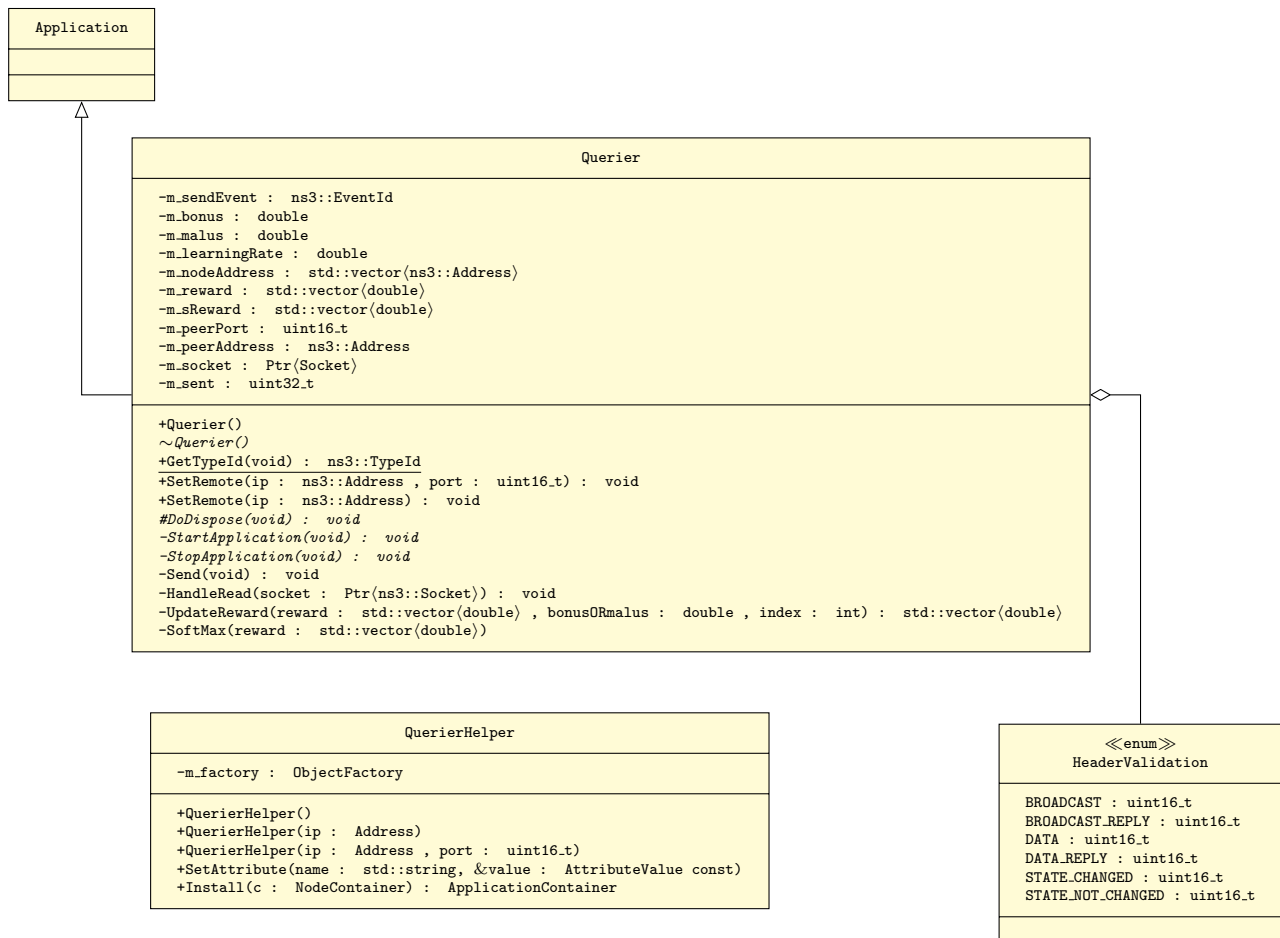 Application
Querier
-m_sendEvent : ns3::EventId
-m_bonus : double
-m_malus : double
-m_learningRate : double
-m_nodeAddress : std::vector⟨ns3::Address⟩
-m_reward : std::vector⟨double⟩
-m_sReward : std::vector⟨double⟩
-m_peerPort : uint16_t
-m_peerAddress : ns3::Address
-m_socket : Ptr⟨Socket⟩
-m_sent : uint32_t
+Querier()
∼Querier()
+GetTypeId(void) : ns3::TypeId
+SetRemote(ip : ns3::Address , port : uint16_t) : void
+SetRemote(ip : ns3::Address) : void
#DoDispose(void) : void
-StartApplication(void) : void
-StopApplication(void) : void
-Send(void) : void
-HandleRead(socket : Ptr⟨ns3::Socket⟩) : void
-UpdateReward(reward : std::vector⟨double⟩ , bonusORmalus : double , index : int) : std::vector⟨double⟩
-SoftMax(reward : std::vector⟨double⟩)
QuerierHelper
-m_factory : ObjectFactory
+QuerierHelper()
+QuerierHelper(ip : Address)
+QuerierHelper(ip : Address , port : uint16_t)
+SetAttribute(name : std::string, &value : AttributeValue const)
+Install(c : NodeContainer) : ApplicationContainer
≪enum≫
HeaderValidation
BROADCAST : uint16_t
BROADCAST_REPLY : uint16_t
DATA : uint16_t
DATA_REPLY : uint16_t
STATE_CHANGED : uint16_t
STATE_NOT_CHANGED : uint16_t